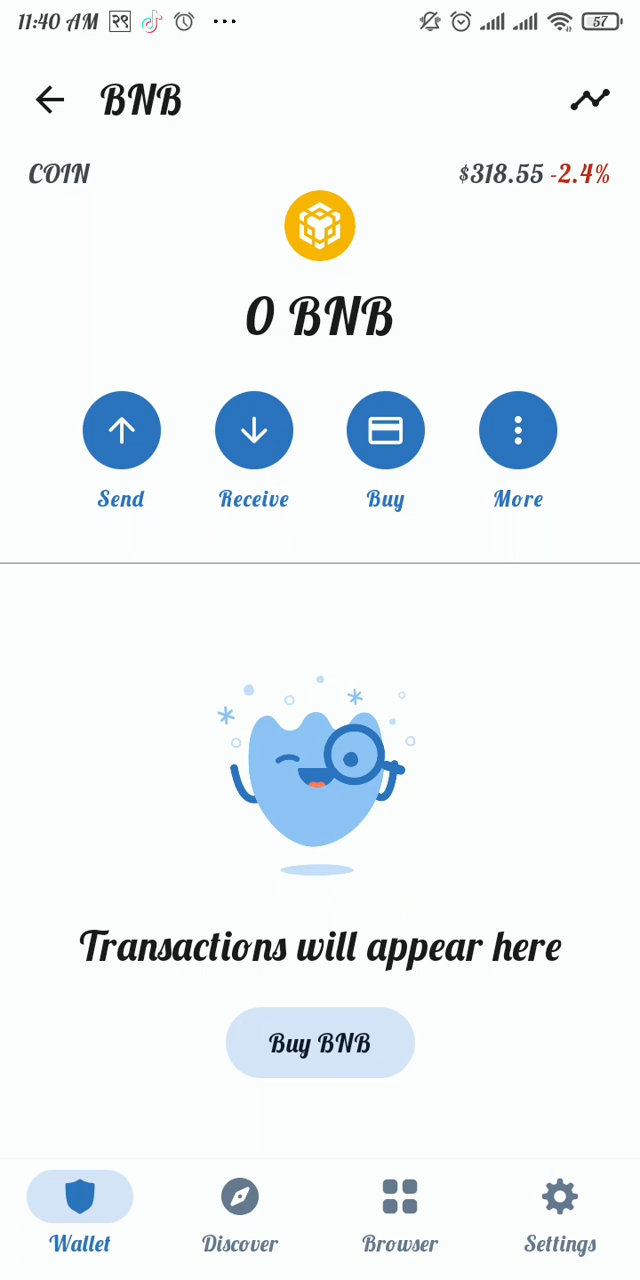 11:40 AM २९
57
BNB
COIN
$318.55 -2.4%
0 BNB
Send
Receive
Buy
More
Transactions will appear here
Buy BNB
Wallet
Discover
Browser
Settings